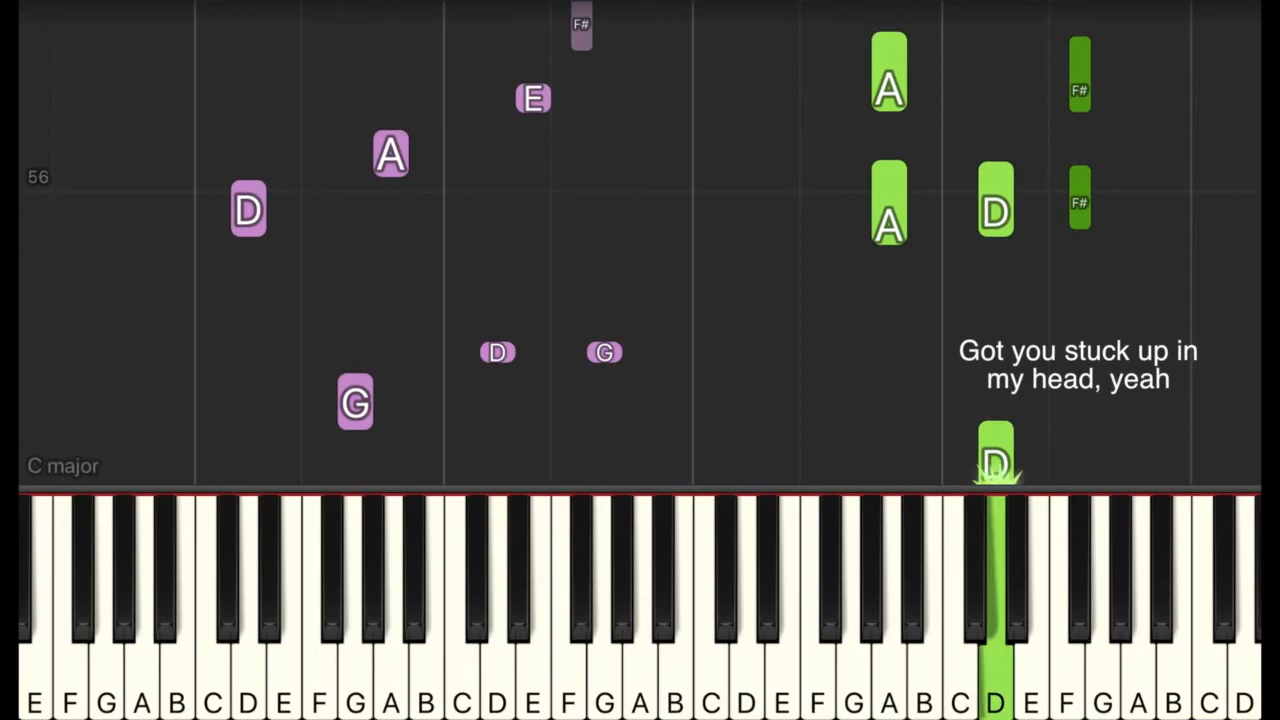 F#
E
A
F#
A
56
D
A
D
F#
Got you stuck up in
my head, yeah
D
G
G
D
C major
E F G A B C D E F G A B C D E F G A B C D E F G A B C D E F G A B C D